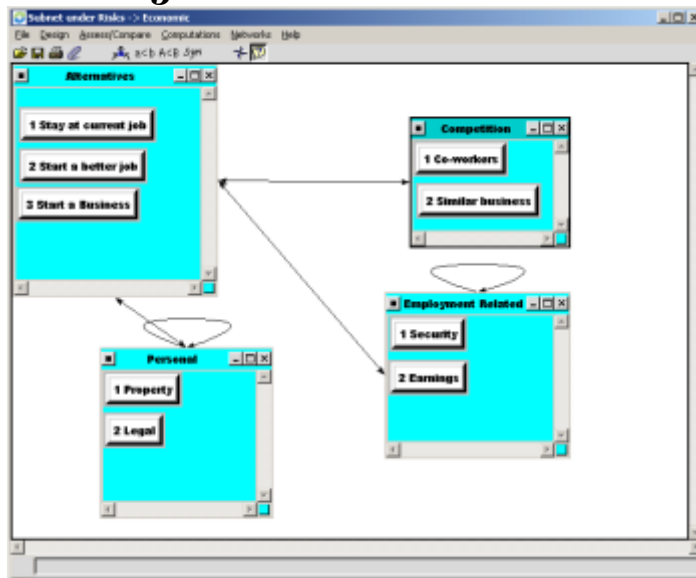 Subnet under Risks -> Economic
File Design Assess/Compare Computations Networks Help
a<b A<B Sjm
Alternatives
1 Stay at current job
2 Start a better job
3 Start a Business
Competition
1 Co-workers
2 Similar business
Employment Related
1 Security
2 Earnings
Personal
1 Property
2 Legal